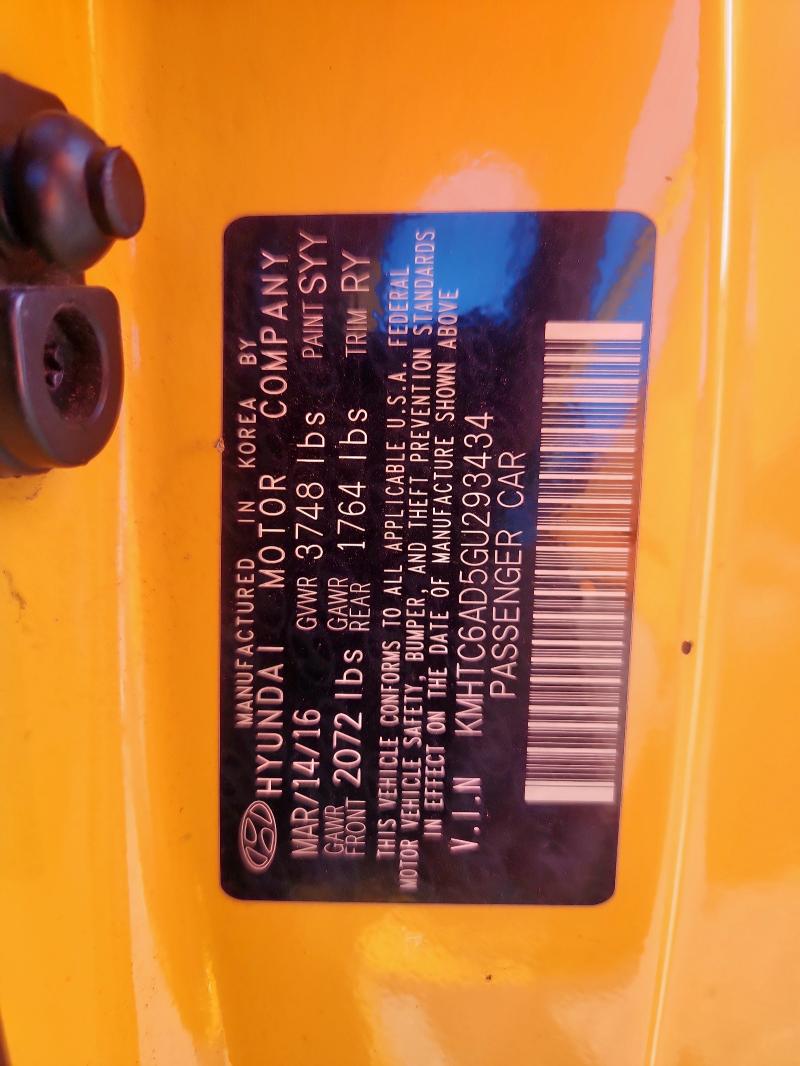 MANUFACTURED IN KOREA BY
HYUNDAI MOTOR COMPANY
MAR/14/16 GVWR 3748 lbs PAINT SYY
GAWR FRONT 2072 lbs GAWR REAR 1764 lbs TRIM RY
THIS VEHICLE CONFORMS TO ALL APPLICABLE U.S.A. FEDERAL
MOTOR VEHICLE SAFETY, BUMPER, AND THEFT PREVENTION STANDARDS
IN EFFECT ON THE DATE OF MANUFACTURE SHOWN ABOVE
V.I.N KMHTC6AD5GU293434
PASSENGER CAR